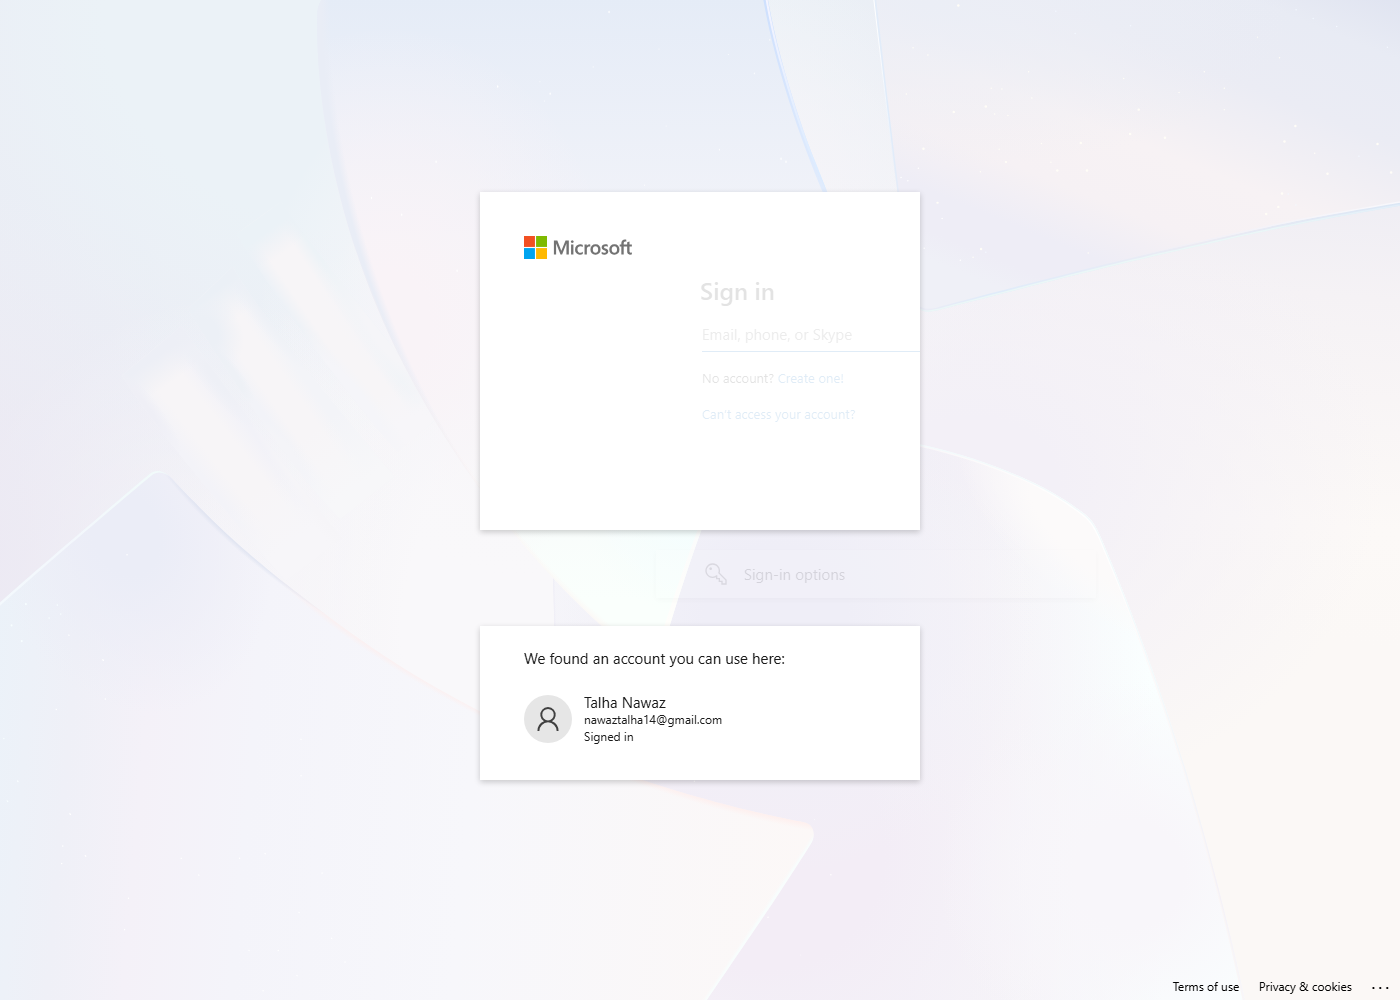 Microsoft
Sign in
Email, phone, or Skype
No account? Create one!
Can't access your account?
Sign-in options
We found an account you can use here:
Talha Nawaz
nawaztalha14@gmail.com
Signed in
Terms of use Privacy & cookies ...